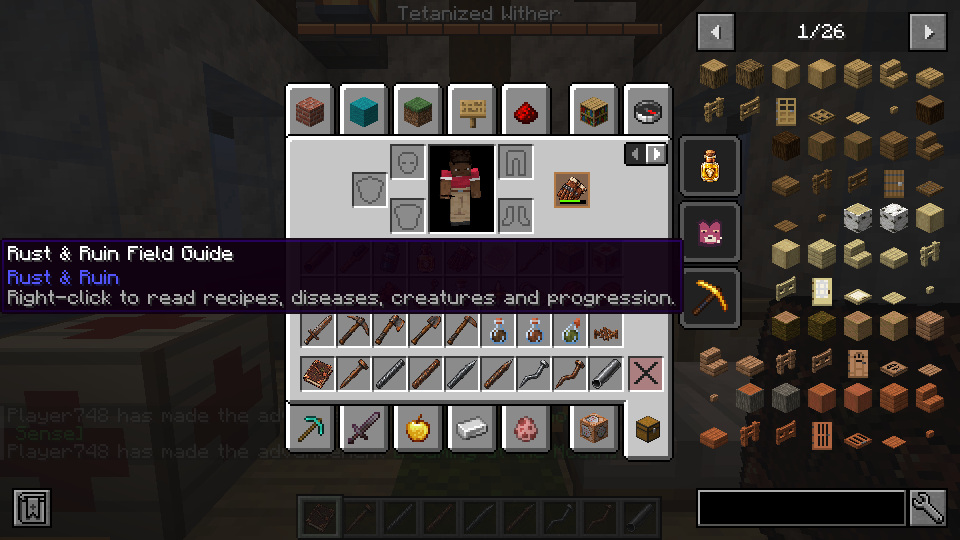 Tetanized Wither
1/26
Rust & Ruin Field Guide
Rust & Ruin
Right-click to read recipes, diseases, creatures and progression.
Player748 has made the ad
Sense]
Player748 has made the advancement